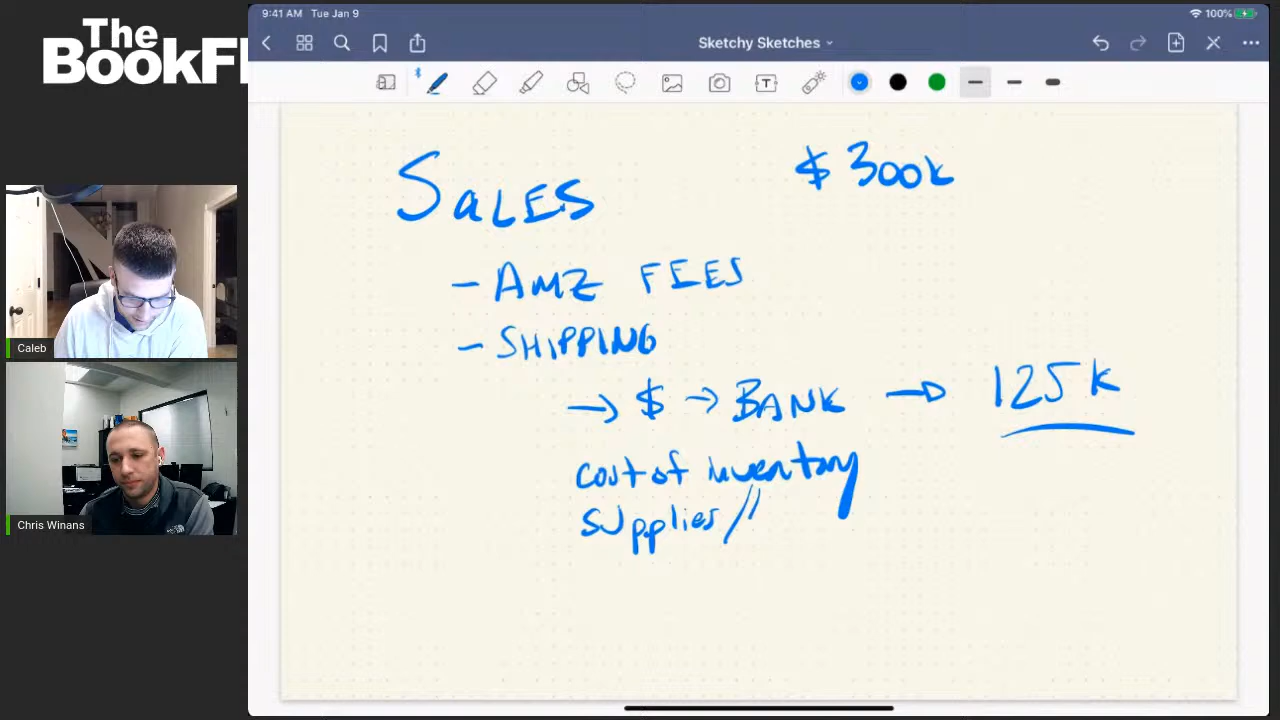 The
BookFl
9:41 AM Tue Jan 9
100%
Sketchy Sketches
T
SALES
$ 300k
- AMZ FEES
- SHIPPING
→ $ → BANK → 125k
cost of inventory
supplies //
Caleb
Chris Winans